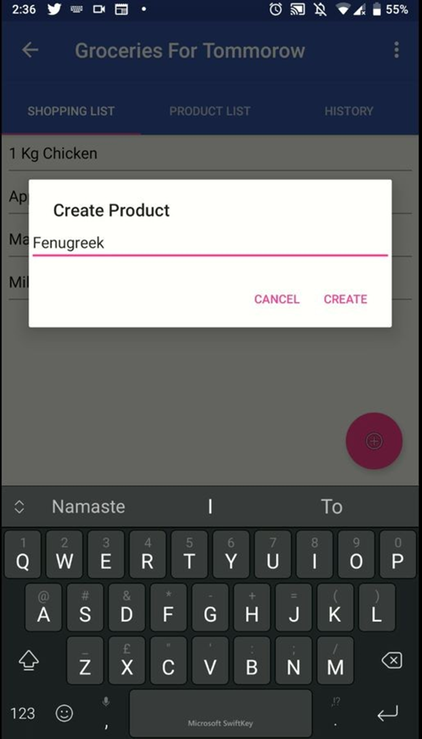 2:36 55%
Groceries For Tommorow
SHOPPING LIST PRODUCT LIST HISTORY
1 Kg Chicken
Ap
Create Product
Ma
Fenugreek
Mil
CANCEL CREATE
Namaste I To
1 2 3 4 5 6 7 8 9 0
Q W E R T Y U I O P
@ # & * - + = ( )
A S D F G H J K L
_ £ " ' : ; /
Z X C V B N M
123 , Microsoft SwiftKey ,!? .